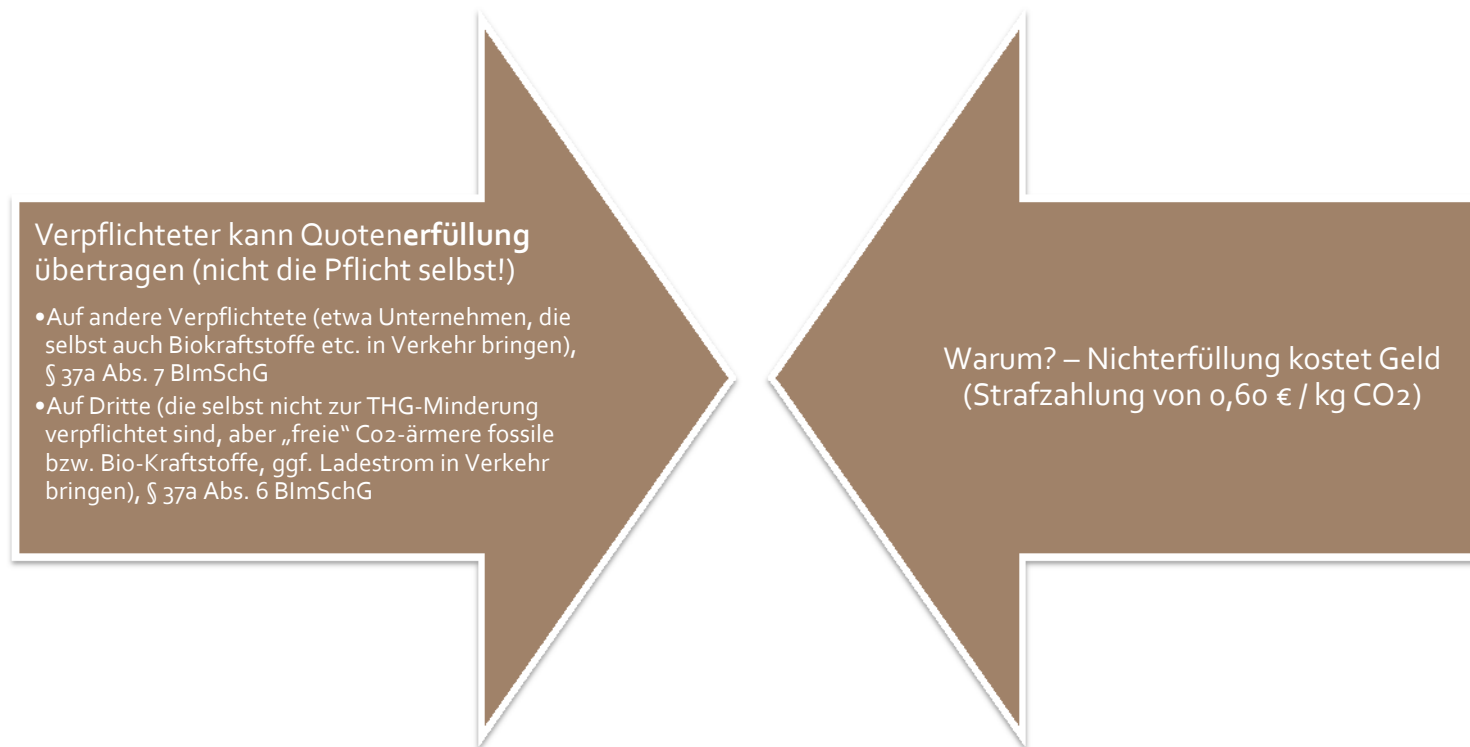 Verpflichteter kann Quotenerfüllung
übertragen (nicht die Pflicht selbst!)
•Auf andere Verpflichtete (etwa Unternehmen, die
selbst auch Biokraftstoffe etc. in Verkehr bringen),
§ 37a Abs. 7 BImSchG
•Auf Dritte (die selbst nicht zur THG-Minderung
verpflichtet sind, aber „freie“ Co2-ärmere fossile
bzw. Bio-Kraftstoffe, ggf. Ladestrom in Verkehr
bringen), § 37a Abs. 6 BImSchG
Warum? – Nichterfüllung kostet Geld
(Strafzahlung von 0,60 € / kg CO2)